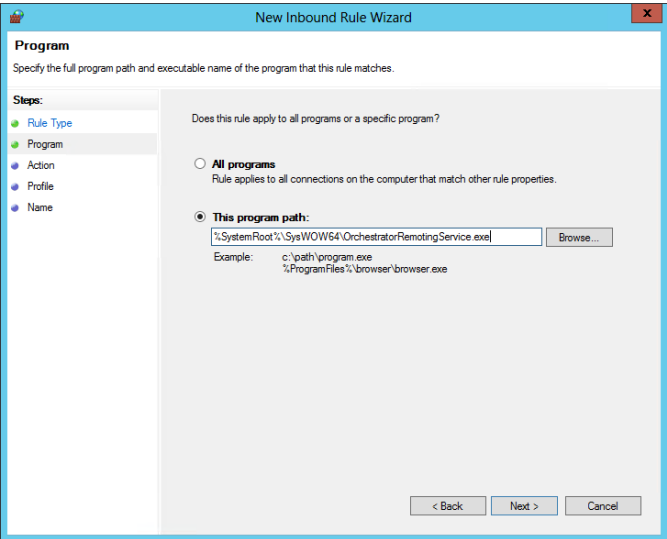 New Inbound Rule Wizard
x
Program
Specify the full program path and executable name of the program that this rule matches.
Steps:
Rule Type
Program
Action
Profile
Name
Does this rule apply to all programs or a specific program?
All programs
Rule applies to all connections on the computer that match other rule properties.
This program path:
%SystemRoot%\SysWOW64\OrchestratorRemotingService.exe
Browse...
Example: c:\path\program.exe
%ProgramFiles%\browser\browser.exe
< Back Next > Cancel